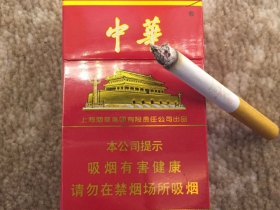 中華
®
上海烟草集团有限责任公司出品
本公司提示
吸烟有害健康
请勿在禁烟场所吸烟